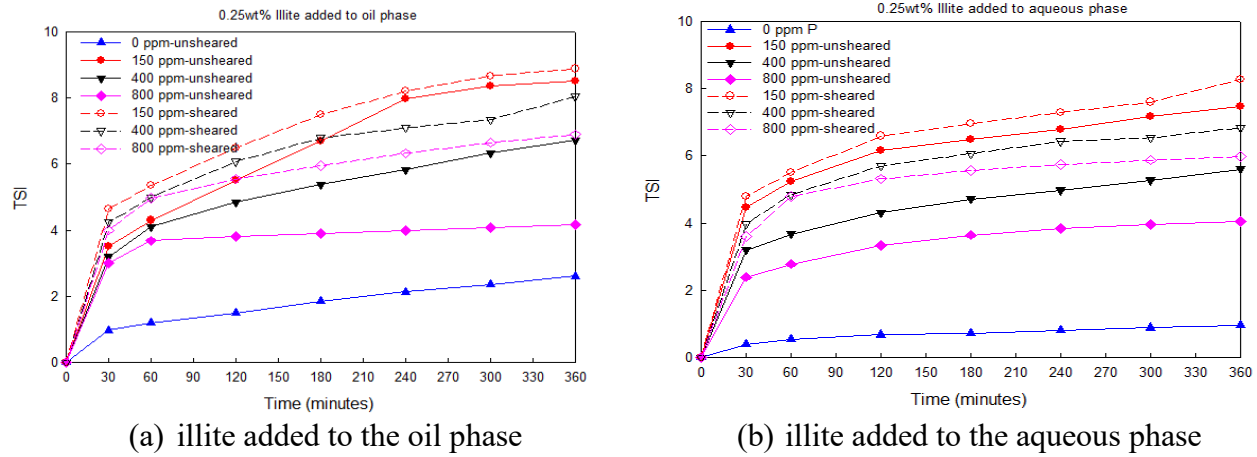 0.25wt% Illite added to oil phase
10
8
6
4
2
0
TSI
0 ppm-unsheared
150 ppm-unsheared
400 ppm-unsheared
800 ppm-unsheared
150 ppm-sheared
400 ppm-sheared
800 ppm-sheared
0 30 60 90 120 150 180 210 240 270 300 330 360
Time (minutes)
(a) illite added to the oil phase
0.25wt% Illite added to aqueous phase
10
8
6
4
2
0
TSI
0 ppm P
150 ppm-unsheared
400 ppm-unsheared
800 ppm-unsheared
150 ppm-sheared
400 ppm-sheared
800 ppm-sheared
0 30 60 90 120 150 180 210 240 270 300 330 360
Time (minutes)
(b) illite added to the aqueous phase